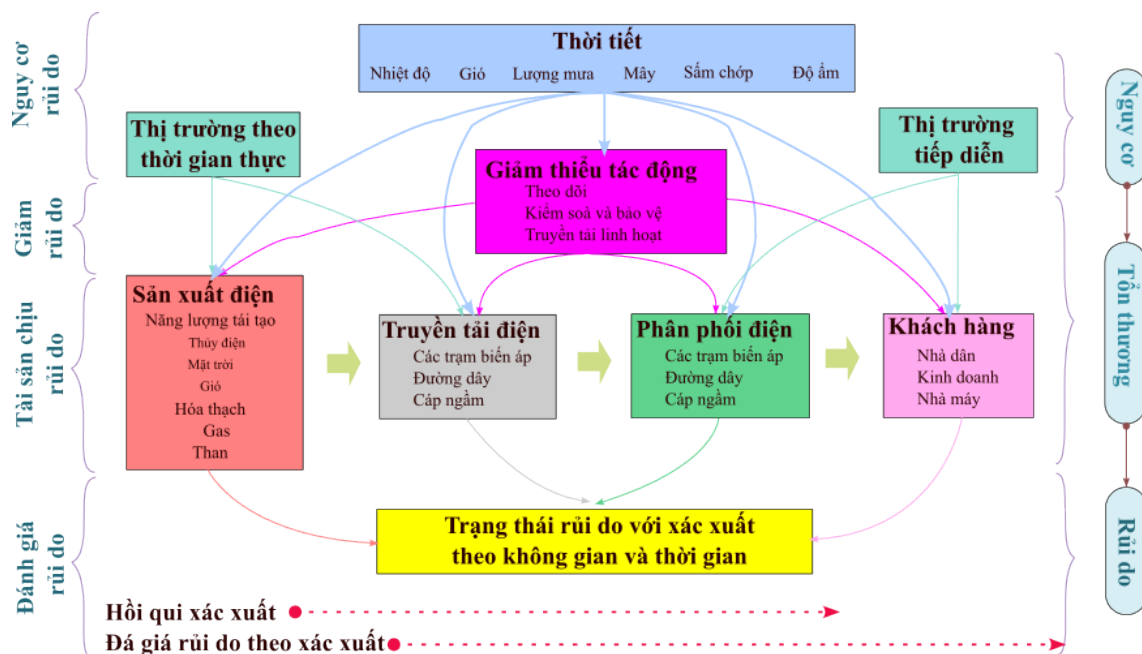 Nguy cơ
rủi do
Thời tiết
Nhiệt độ Gió Lượng mưa Mây Sấm chớp Độ ẩm
Thị trường theo
thời gian thực
Thị trường
tiếp diễn
Nguy cơ
Giảm
rủi do
Giảm thiểu tác động
Theo dõi
Kiểm soà và bảo vệ
Truyền tải linh hoạt
Tài sản chịu
rủi do
Sản xuất điện
Năng lượng tái tạo
Thủy điện
Mặt trời
Gió
Hóa thạch
Gas
Than
Truyền tải điện
Các trạm biến áp
Đường dây
Cáp ngầm
Phân phối điện
Các trạm biến áp
Đường dây
Cáp ngầm
Khách hàng
Nhà dân
Kinh doanh
Nhà máy
Tổn thương
Đánh giá
rủi do
Trạng thái rủi do với xác xuất
theo không gian và thời gian
Rủi do
Hồi qui xác xuất
Đá giá rủi do theo xác xuất